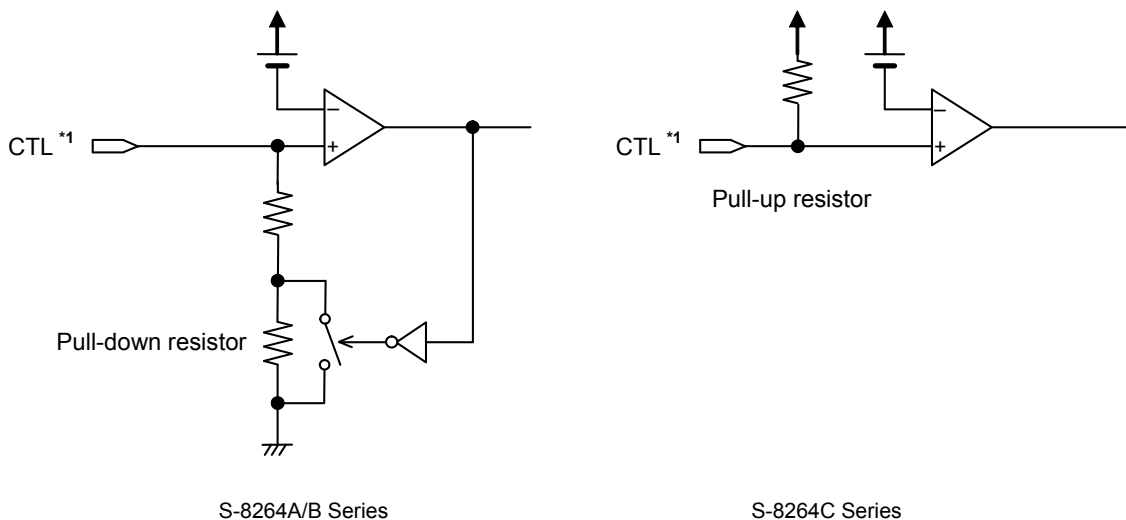 CTL *1
−
+
Pull-down resistor
S-8264A/B Series
CTL *1
−
+
Pull-up resistor
S-8264C Series